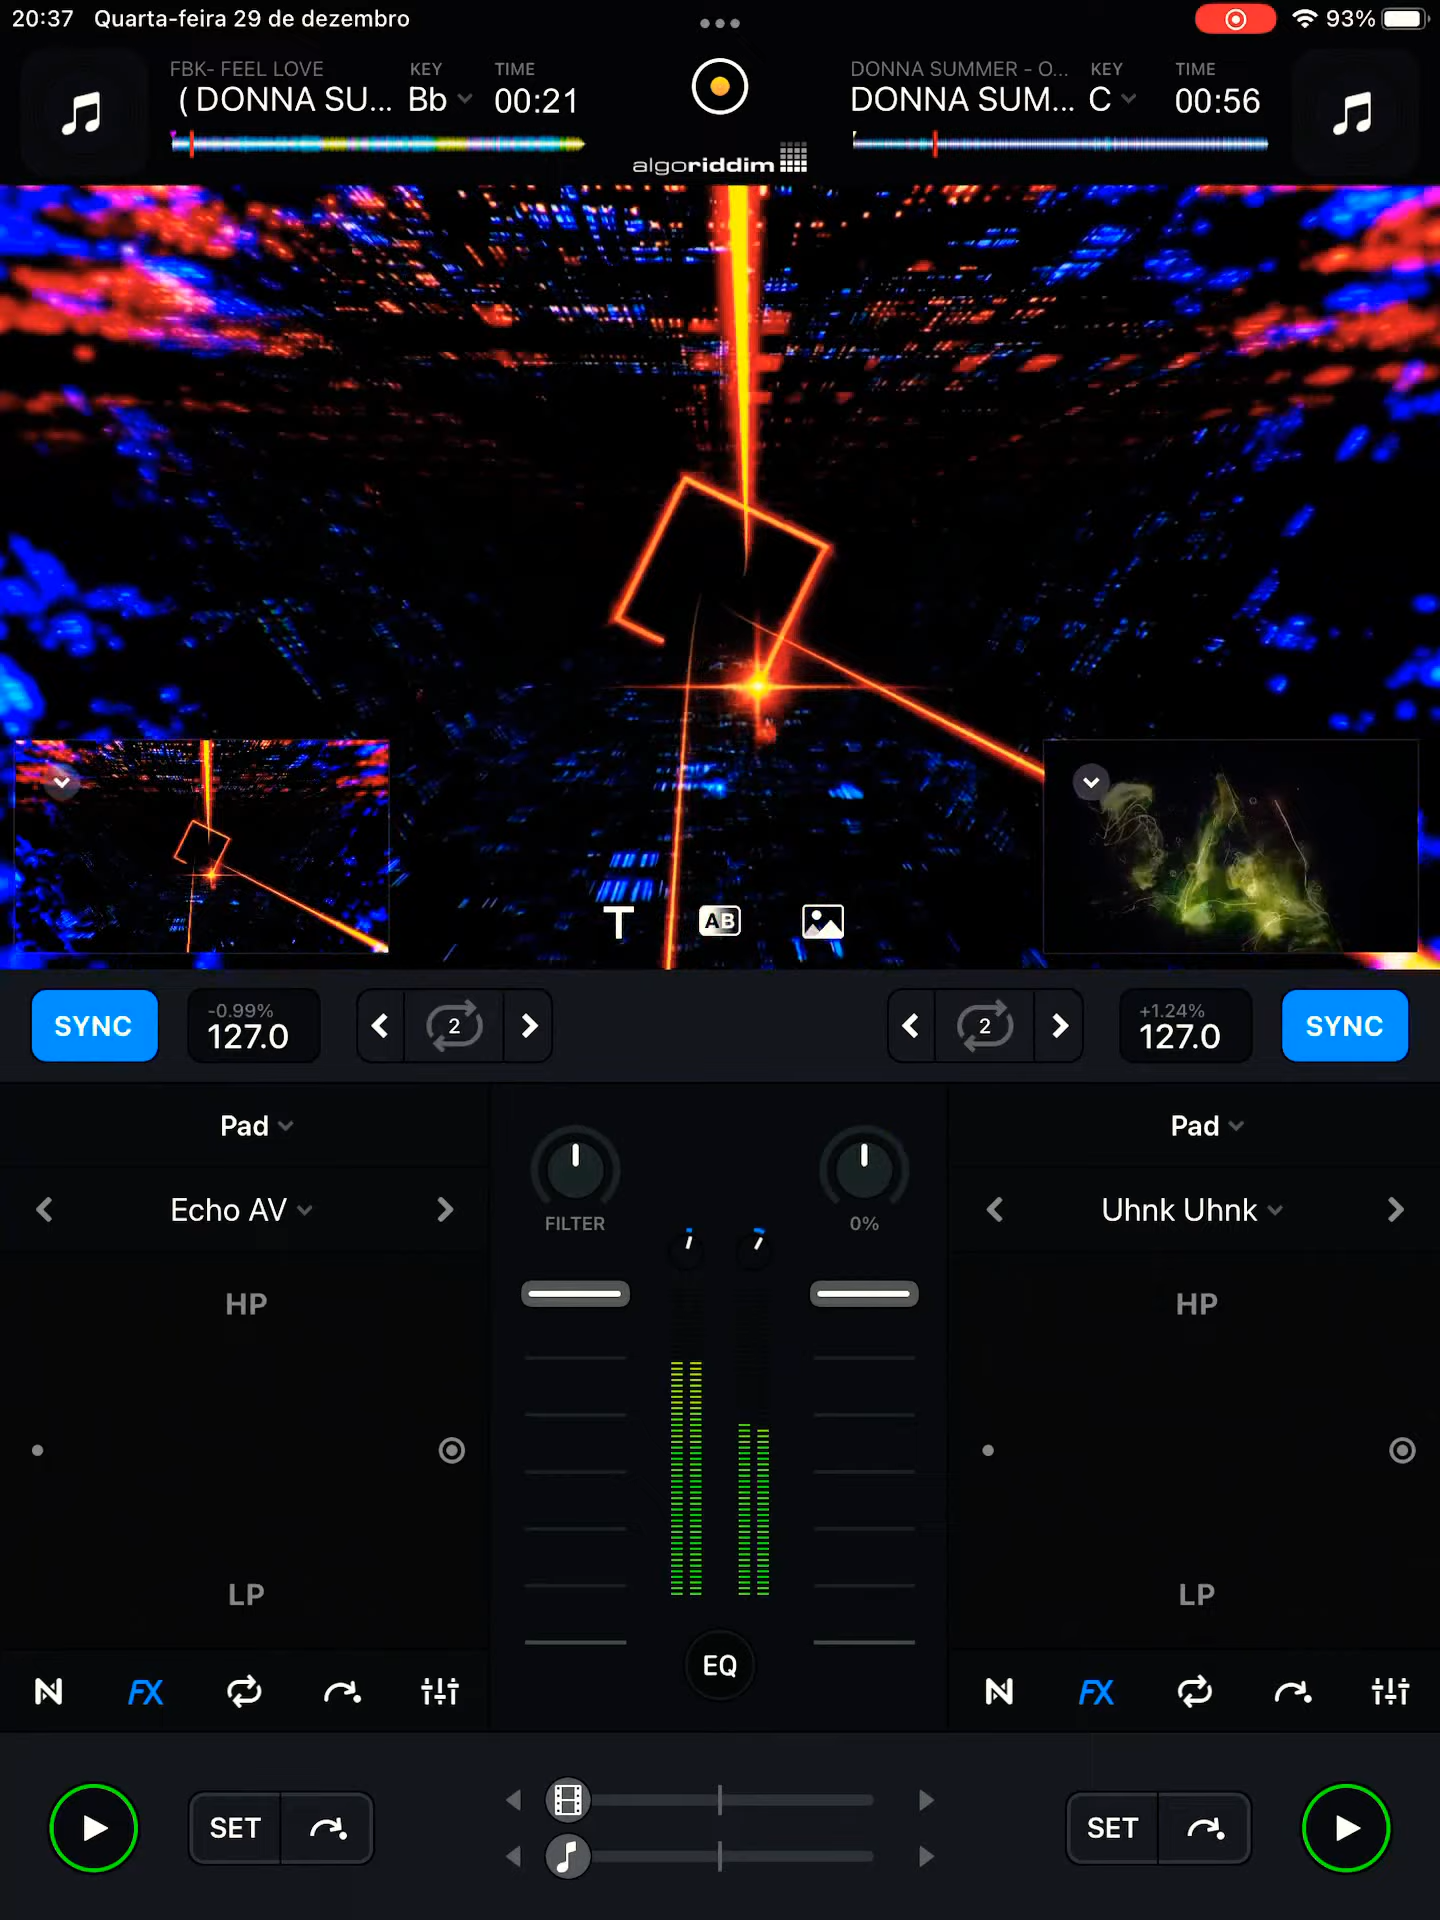 20:37 Quarta-feira 29 de dezembro 93%
FBK- FEEL LOVE KEY TIME
( DONNA SU... Bb 00:21
DONNA SUMMER - O... KEY TIME
DONNA SUM... C 00:56
algoriddim
T AB
SYNC -0.99% 127.0 2
2 +1.24% 127.0 SYNC
Pad
Echo AV
HP
LP
FX
FILTER 0%
EQ
Pad
Uhnk Uhnk
HP
LP
FX
SET
SET